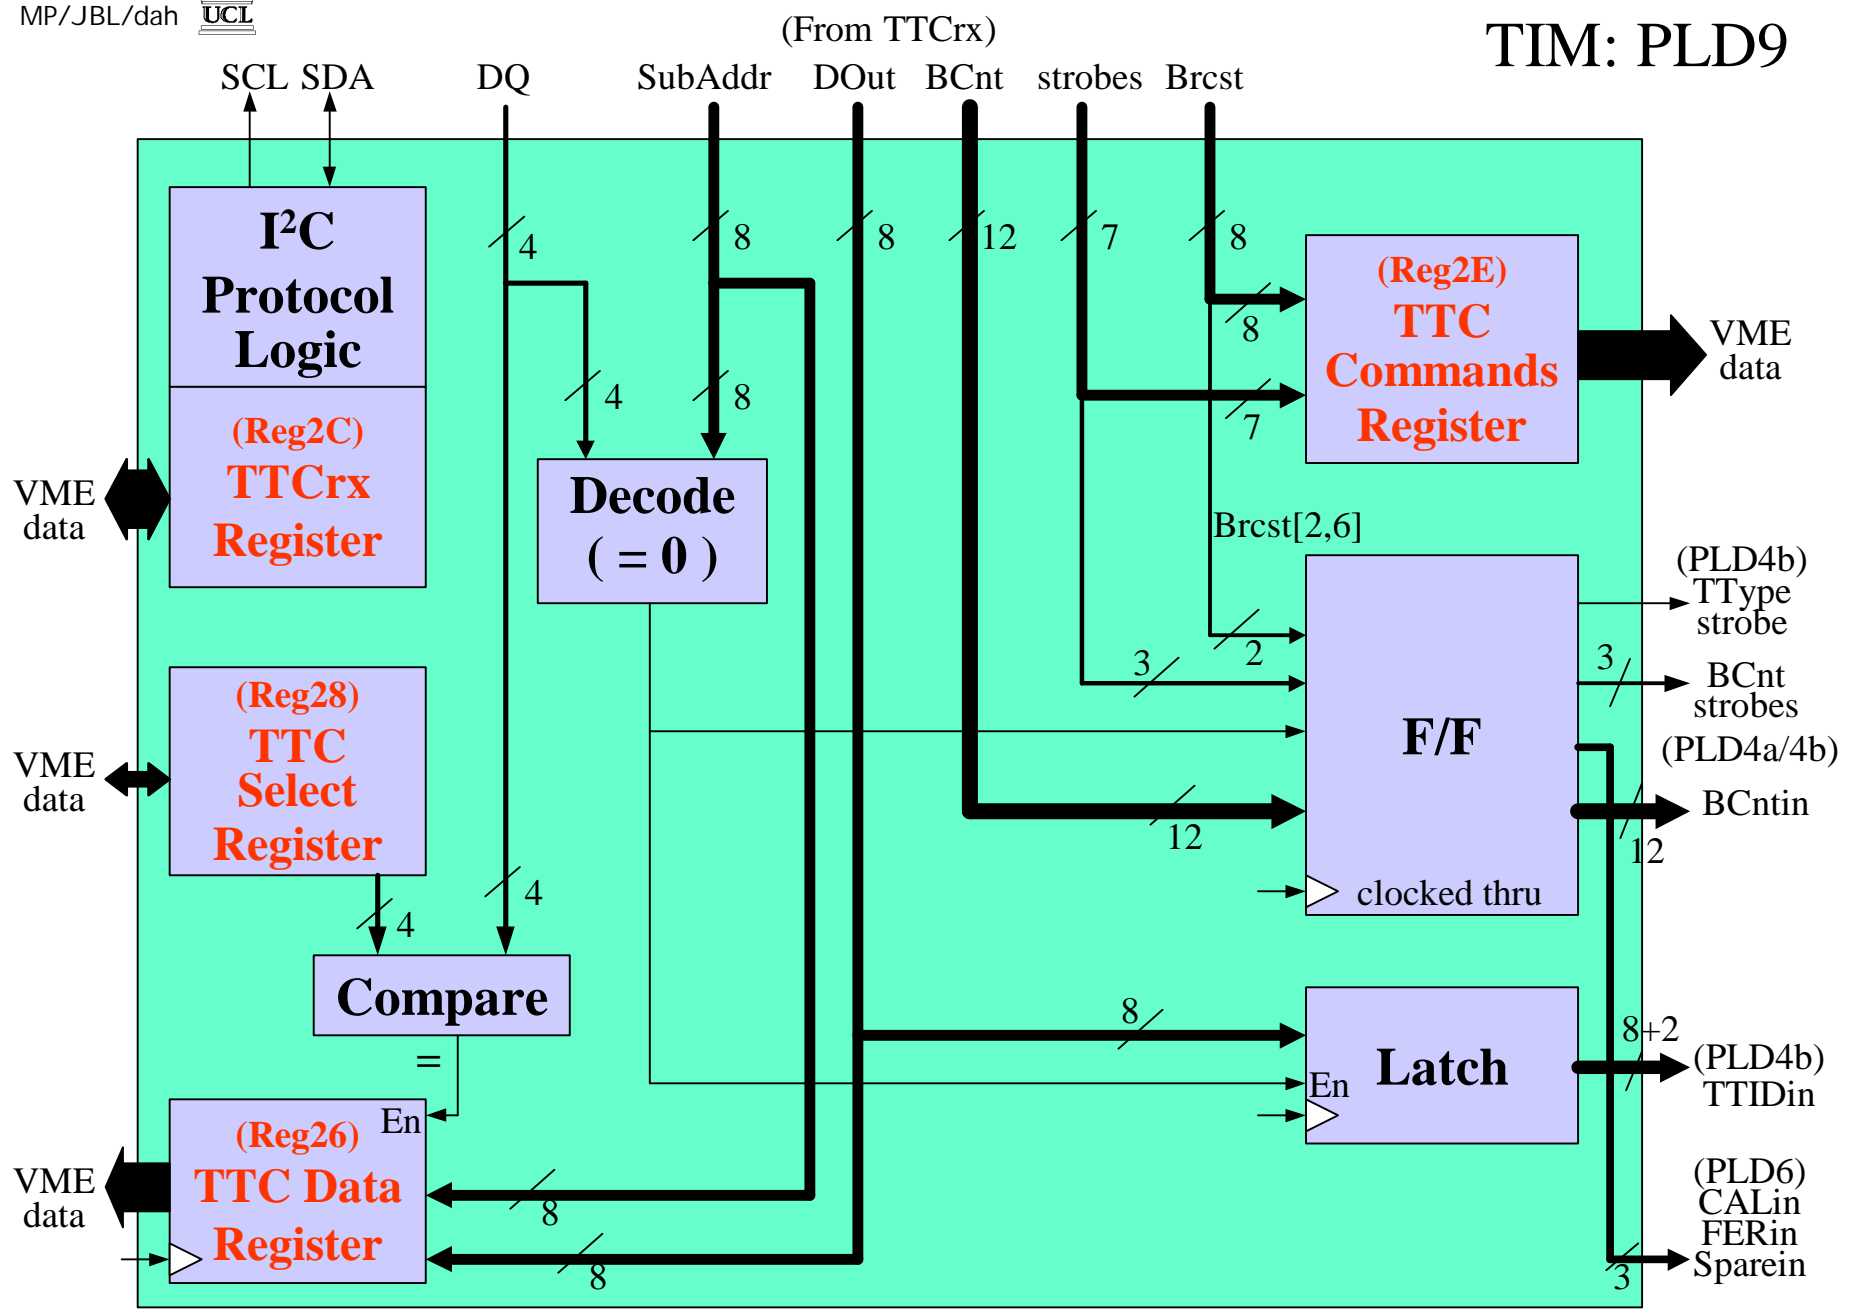 MP/JBL/dah UCL
(From TTCrx)
TIM: PLD9
SCL SDA DQ SubAddr DOut BCnt strobes Brcst
I²C
Protocol
Logic
(Reg2C)
TTCrx
Register
VME
data
4
8
8
12
7
8
4
8
8
7
Decode
( = 0 )
(Reg2E)
TTC
Commands
Register
VME
data
Brcst[2,6]
2
3
12
F/F
clocked thru
(PLD4b)
TType
strobe
3
BCnt
strobes
(PLD4a/4b)
BCntin
12
(Reg28)
TTC
Select
Register
VME
data
4
4
Compare
=
En
(Reg26)
TTC Data
Register
VME
data
8
8
8
En
Latch
8+2
(PLD4b)
TTIDin
(PLD6)
CALin
FERin
Sparein
3